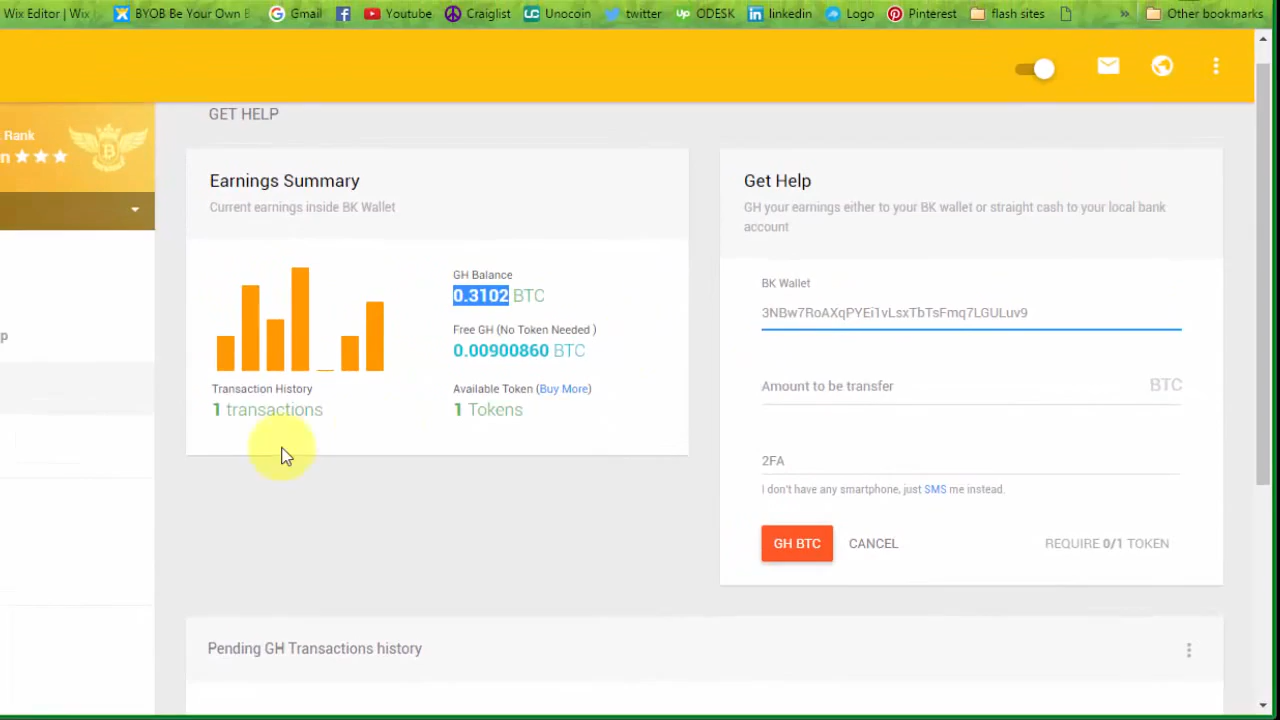 Wix Editor | Wix
BYOB Be Your Own B
Gmail
Youtube
Craiglist
Unocoin
twitter
ODESK
linkedin
Logo
Pinterest
flash sites
»
Other bookmarks
Rank
GET HELP
Earnings Summary
Current earnings inside BK Wallet
GH Balance
0.3102 BTC
Free GH (No Token Needed )
0.00900860 BTC
Transaction History
1 transactions
Available Token (Buy More)
1 Tokens
Get Help
GH your earnings either to your BK wallet or straight cash to your local bank
account
BK Wallet
3NBw7RoAXqPYEi1vLsxTbTsFmq7LGULuv9
Amount to be transfer
BTC
2FA
I don't have any smartphone, just SMS me instead.
GH BTC
CANCEL
REQUIRE 0/1 TOKEN
Pending GH Transactions history